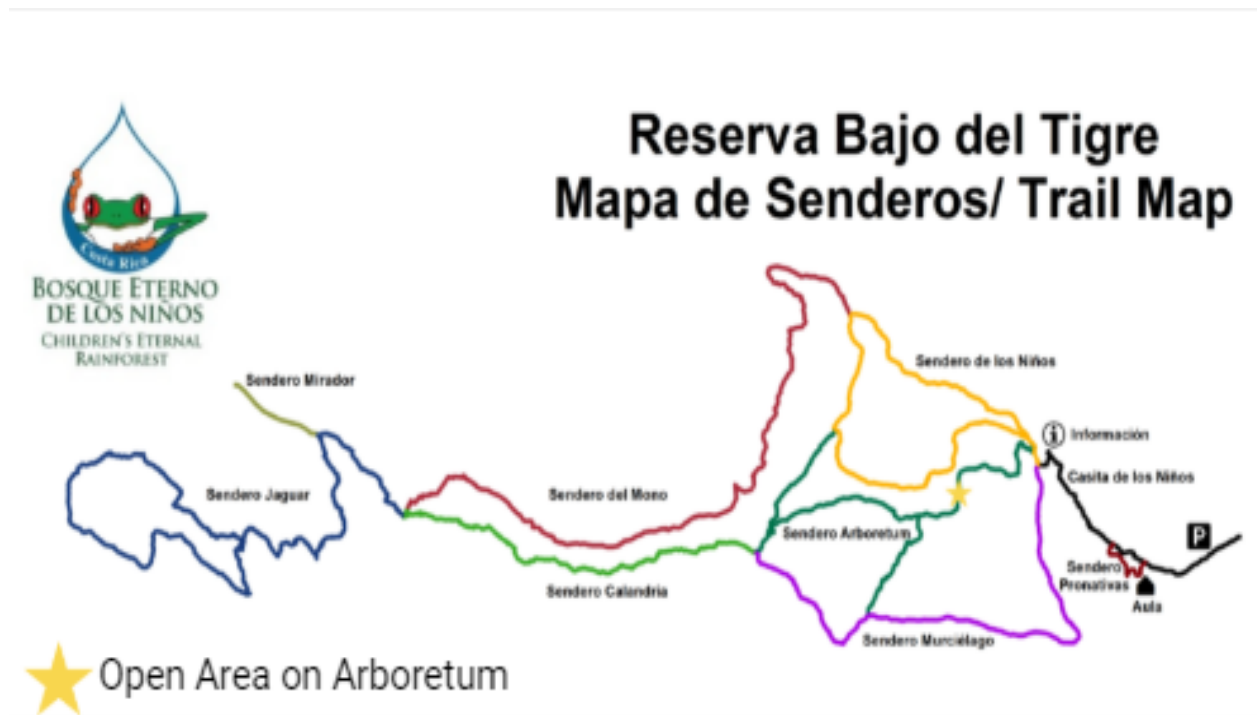 Reserva Bajo del Tigre
Mapa de Senderos/ Trail Map
Costa Rica
BOSQUE ETERNO
DE LOS NIÑOS
CHILDREN'S ETERNAL
RAINFOREST
Sendero de los Niños
Sendero Mirador
Información
Casita de los Niños
Sendero Jaguar
Sendero del Mono
P
Sendero Arboretum
Sendero
Pronativas
Sendero Calandria
Aula
Sendero Murciélago
Open Area on Arboretum